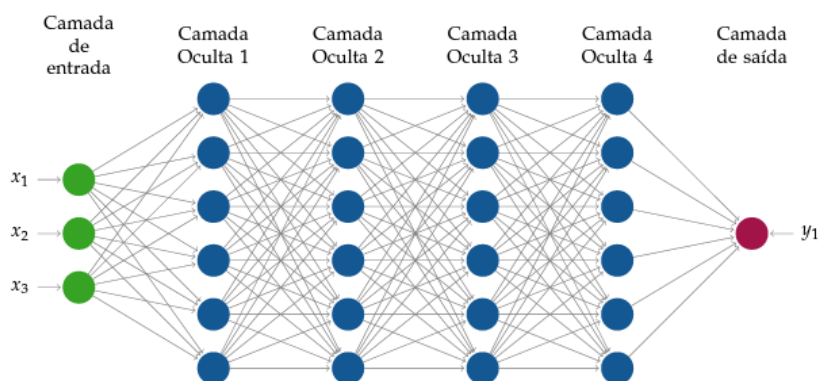 Camada
de
entrada
Camada
Oculta 1
Camada
Oculta 2
Camada
Oculta 3
Camada
Oculta 4
Camada
de saída
x₁
x₂
x₃
y₁